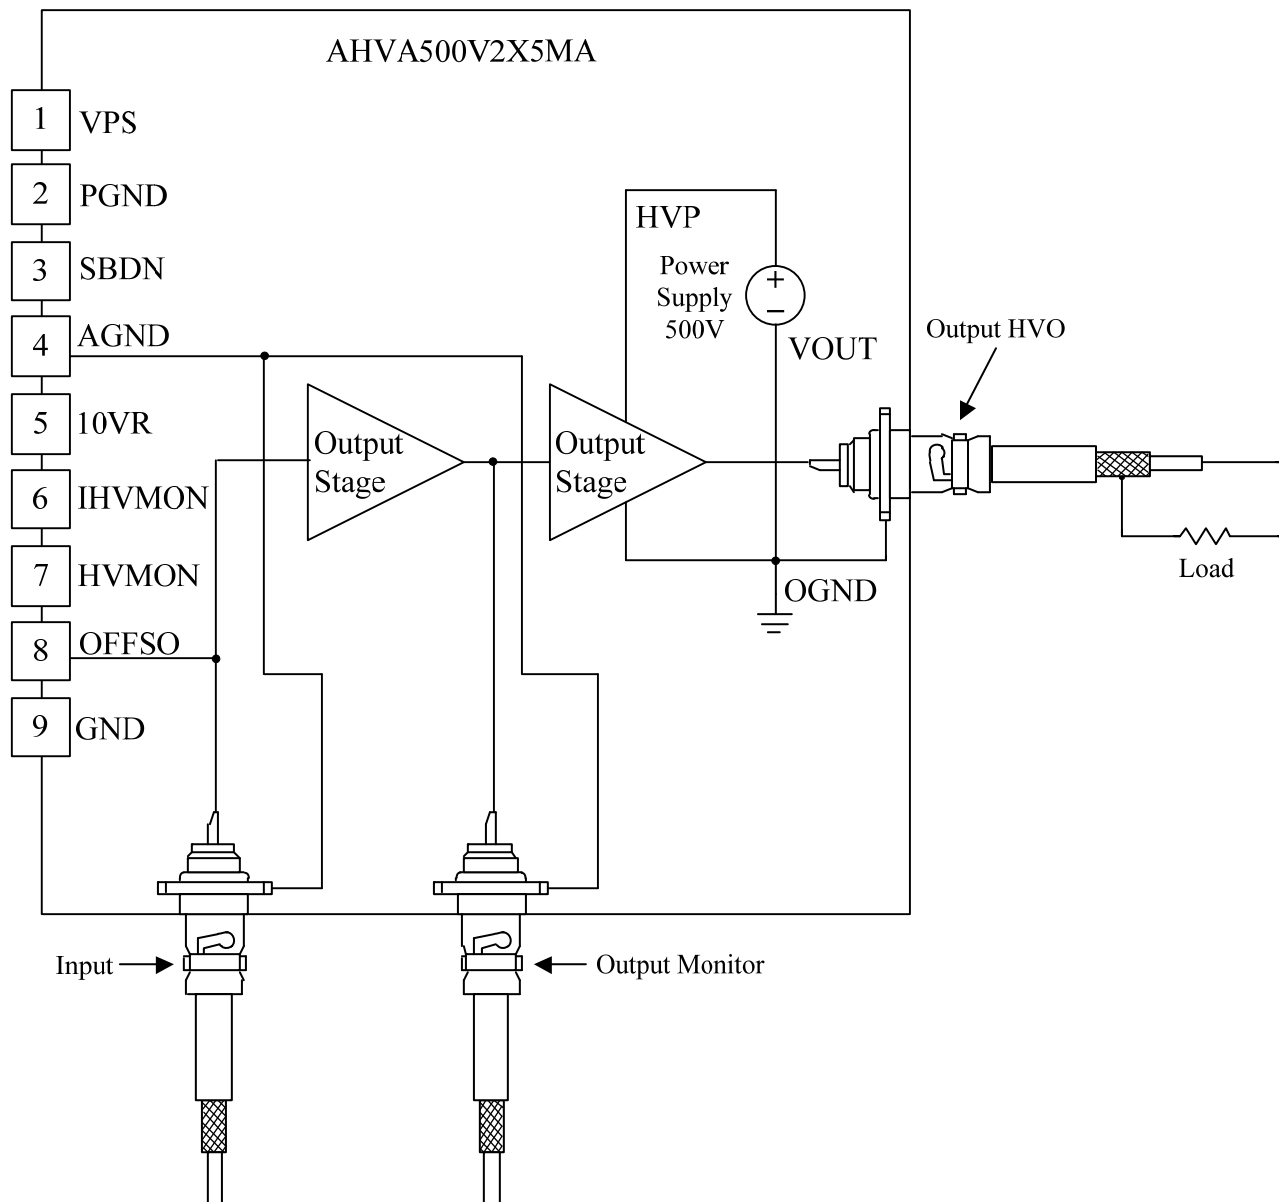 AHVA500V2X5MA
1 VPS
2 PGND
3 SBDN
4 AGND
5 10VR
6 IHVMON
7 HVMON
8 OFFSO
9 GND
Output
Stage
Output
Stage
HVP
Power
Supply
500V
+
−
VOUT
OGND
Output HVO
Load
Input
Output Monitor